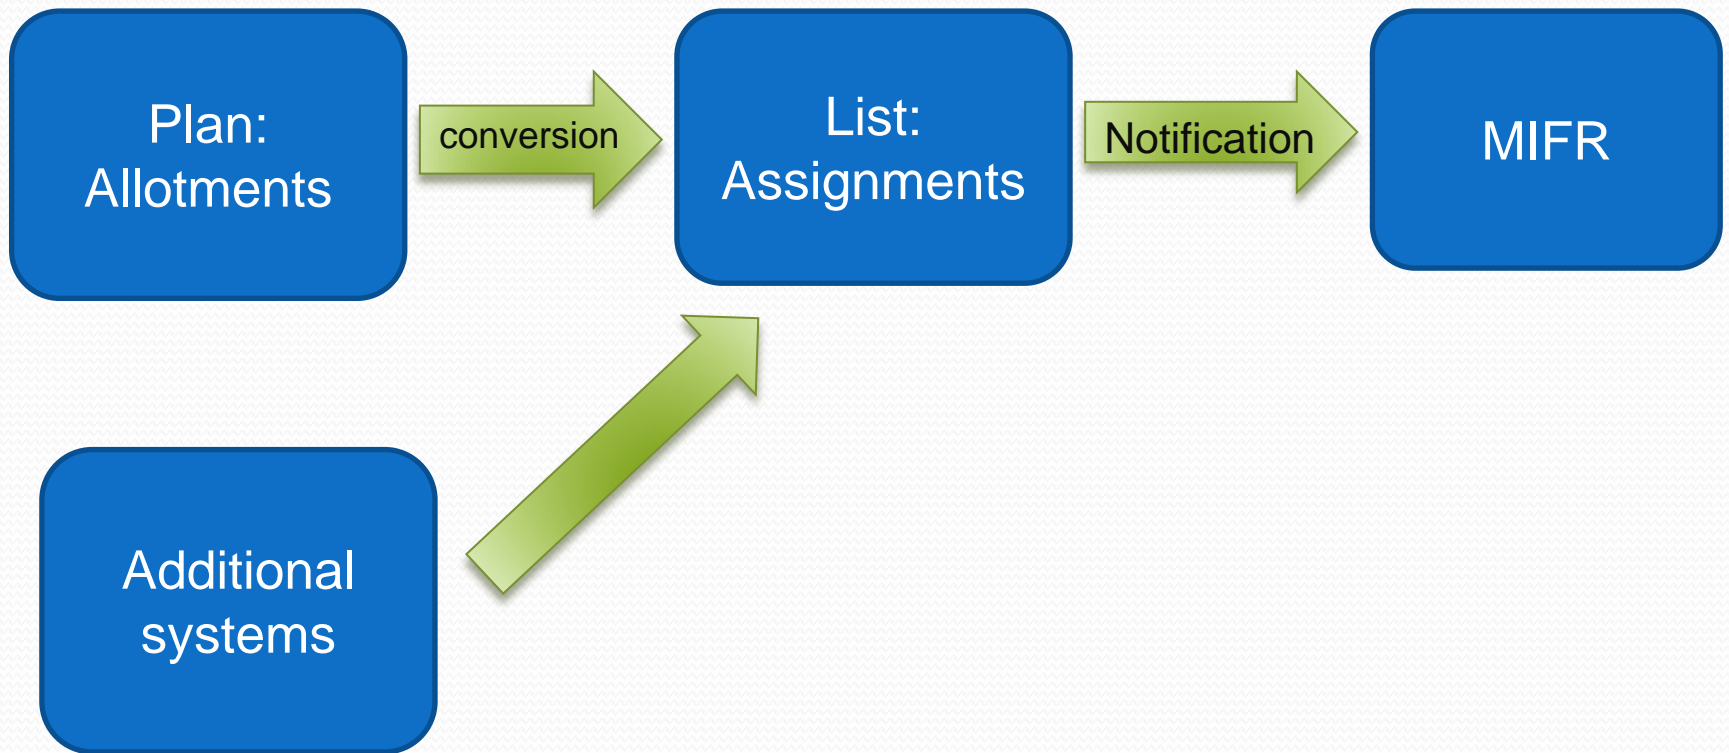 Plan:
Allotments
conversion
List:
Assignments
Notification
MIFR
Additional
systems